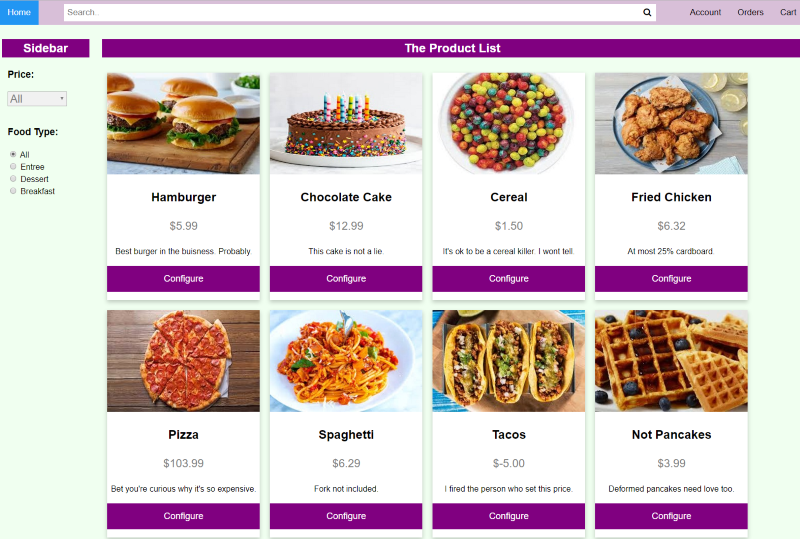 Home
Search..
Account
Orders
Cart
Sidebar
The Product List
Price:
All
Food Type:
All
Entree
Dessert
Breakfast
Hamburger
$5.99
Best burger in the buisness. Probably.
Configure
Chocolate Cake
$12.99
This cake is not a lie.
Configure
Cereal
$1.50
It's ok to be a cereal killer. I wont tell.
Configure
Fried Chicken
$6.32
At most 25% cardboard.
Configure
Pizza
$103.99
Bet you're curious why it's so expensive.
Configure
Spaghetti
$6.29
Fork not included.
Configure
Tacos
$-5.00
I fired the person who set this price.
Configure
Not Pancakes
$3.99
Deformed pancakes need love too.
Configure